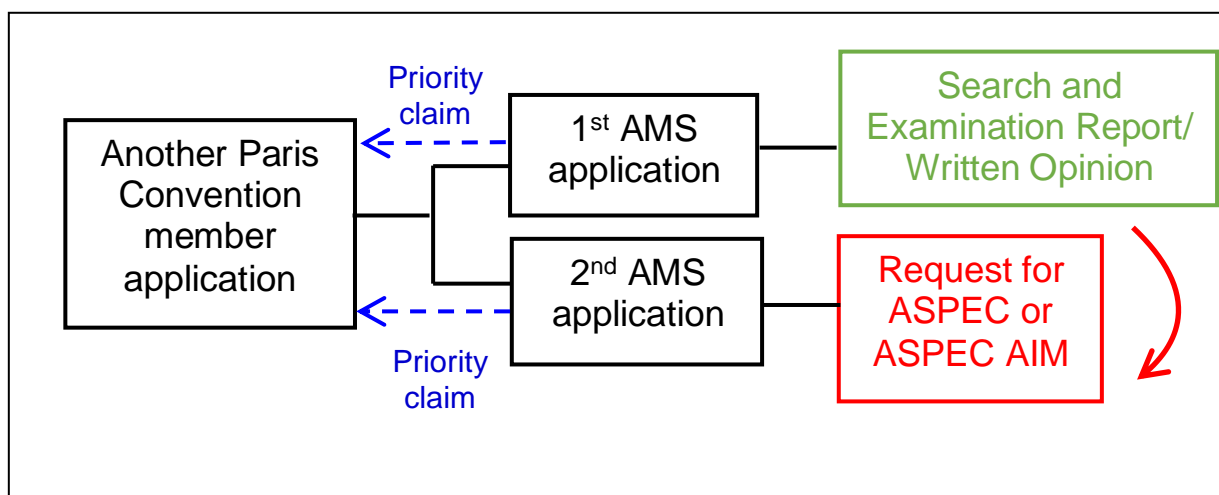 Another Paris
Convention
member
application
Priority
claim
1st AMS
application
Search and
Examination Report/
Written Opinion
Priority
claim
2nd AMS
application
Request for
ASPEC or
ASPEC AIM